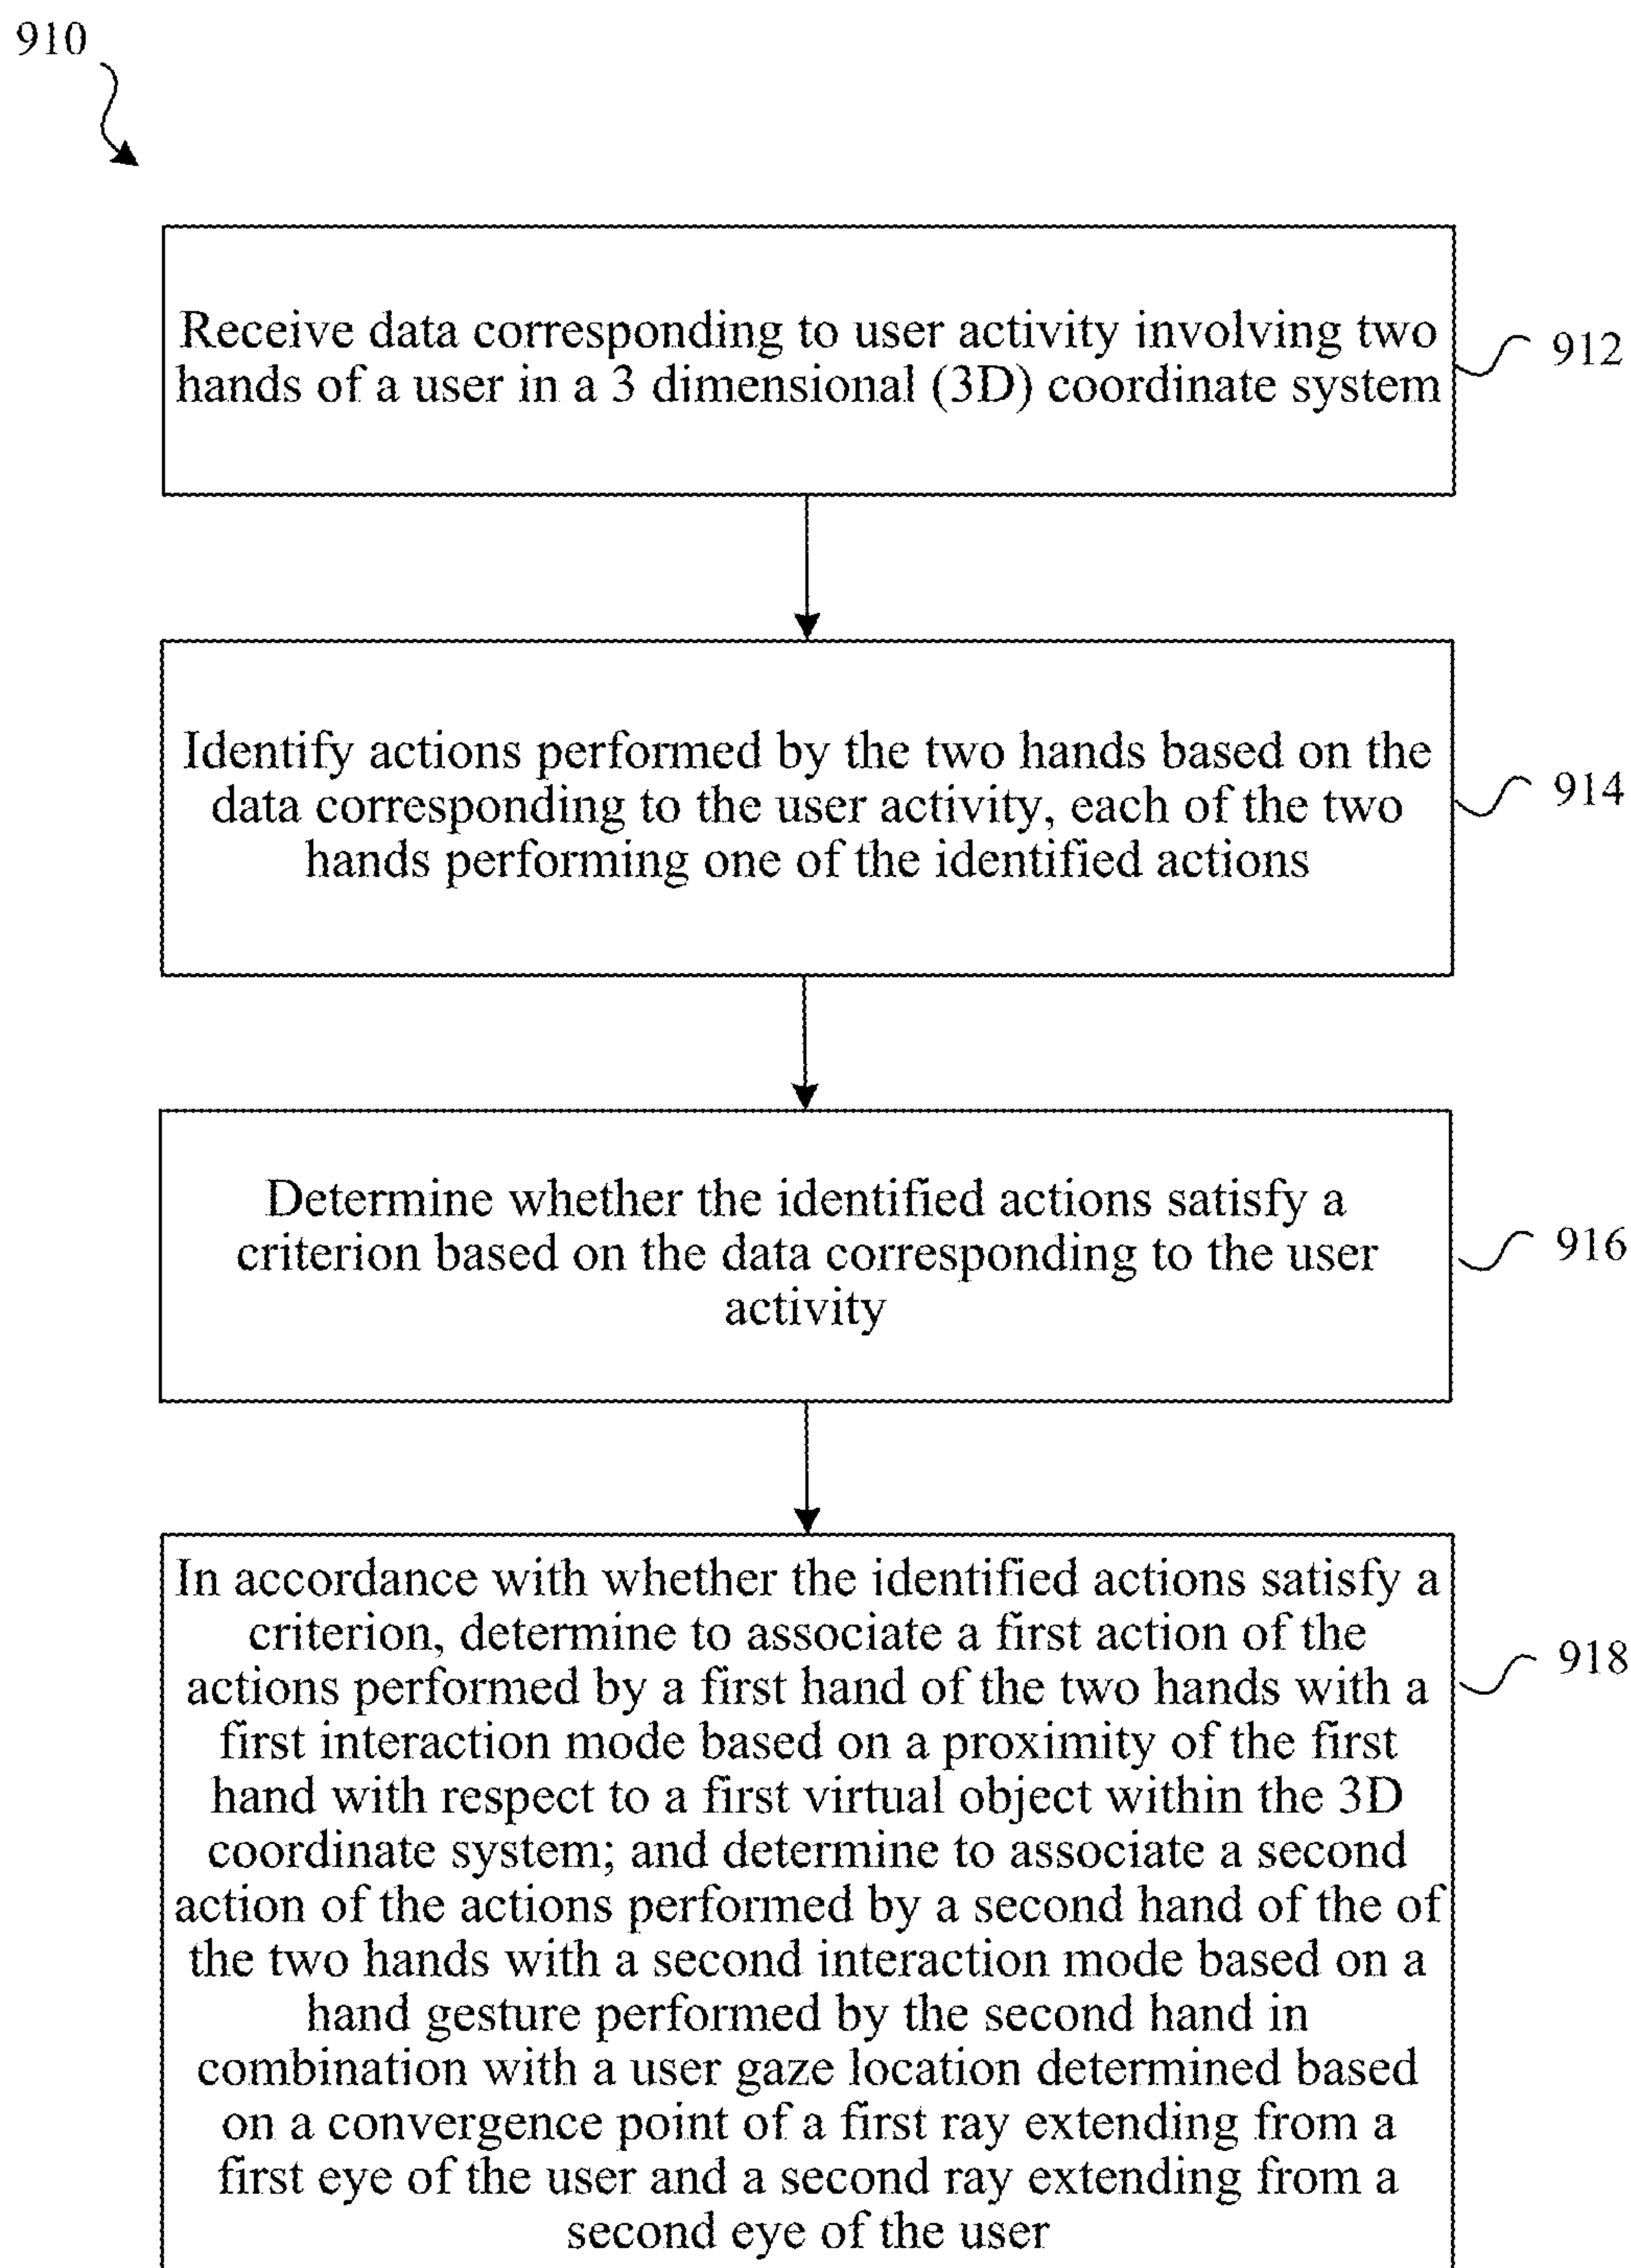 910
Receive data corresponding to user activity involving two
hands of a user in a 3 dimensional (3D) coordinate system
912
Identify actions performed by the two hands based on the
data corresponding to the user activity, each of the two
hands performing one of the identified actions
914
Determine whether the identified actions satisfy a
criterion based on the data corresponding to the user
activity
916
In accordance with whether the identified actions satisfy a
criterion, determine to associate a first action of the
actions performed by a first hand of the two hands with a
first interaction mode based on a proximity of the first
hand with respect to a first virtual object within the 3D
coordinate system; and determine to associate a second
action of the actions performed by a second hand of the of
the two hands with a second interaction mode based on a
hand gesture performed by the second hand in
combination with a user gaze location determined based
on a convergence point of a first ray extending from a
first eye of the user and a second ray extending from a
second eye of the user
918